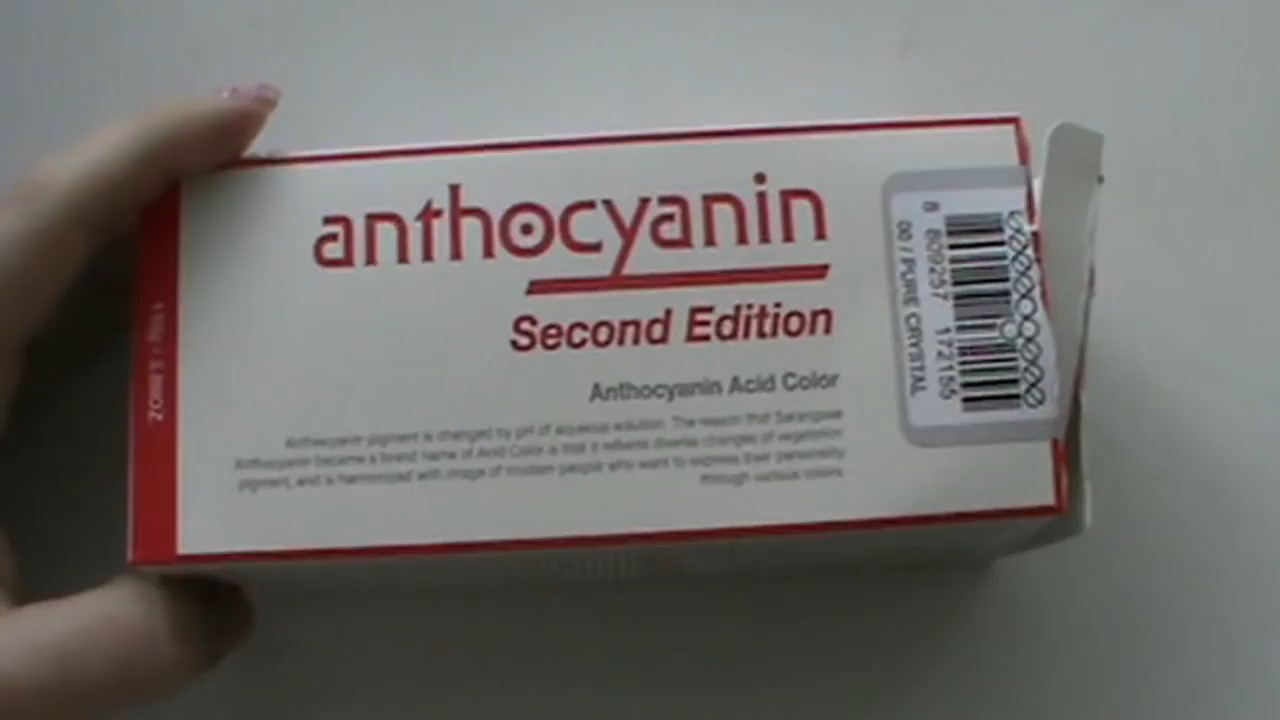 anthocyanin
Second Edition
Anthocyanin Acid Color
Anthocyanin pigment is changed by pH of aqueous solution. The reason that
Anthocyanin became a brand name of Acid Color is that it reflects diverse changes of vegetation
pigment, and is harmonized with image of modern people who want to express their personality
through various colors.
8 809257 172155
00 / PURE CRYSTAL